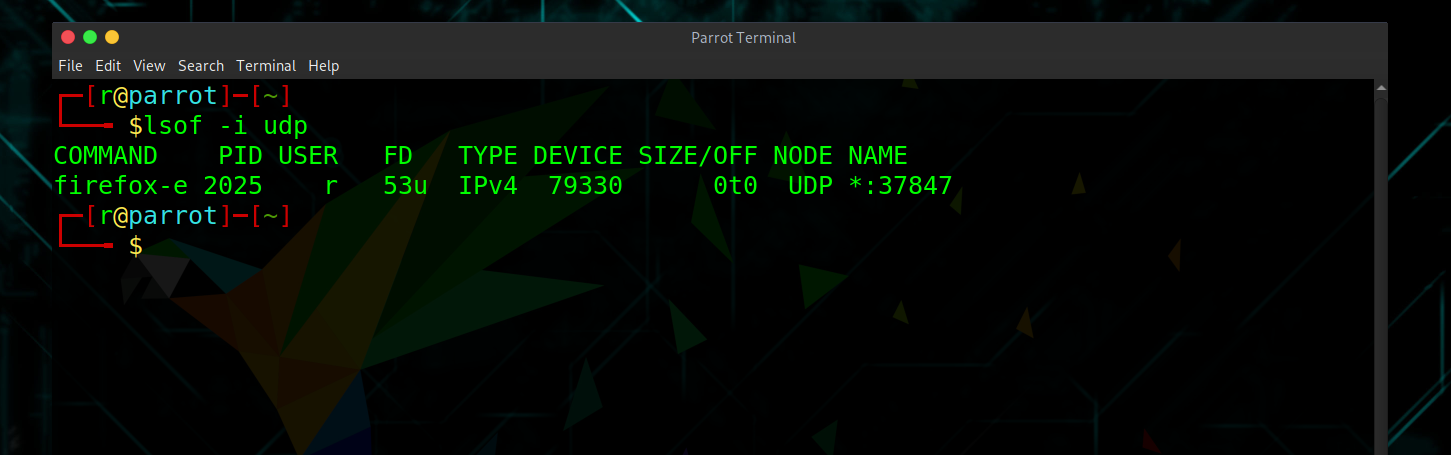 Parrot Terminal
File Edit View Search Terminal Help
┌─[r@parrot]─[~]
└──╼ $lsof -i udp
COMMAND    PID USER   FD   TYPE DEVICE SIZE/OFF NODE NAME
firefox-e 2025    r   53u  IPv4  79330      0t0  UDP *:37847
┌─[r@parrot]─[~]
└──╼ $